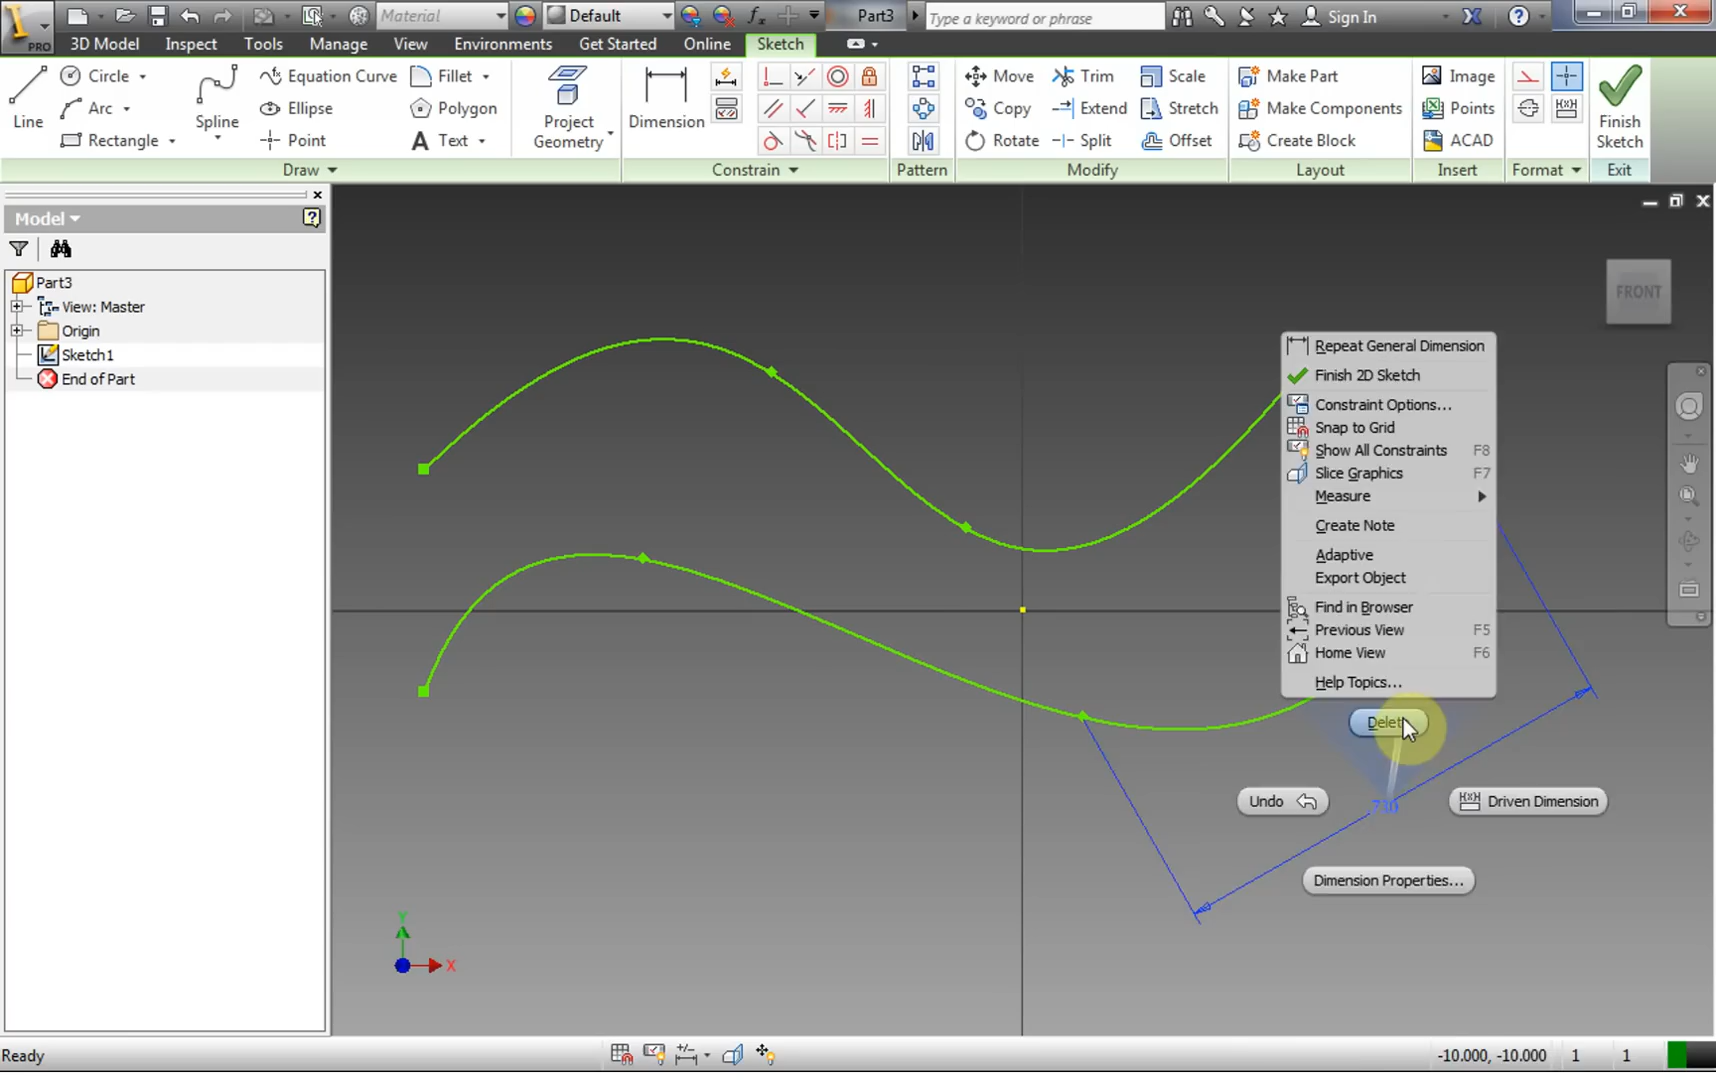 PRO
Material
Default
fx
Part3
Type a keyword or phrase
Sign In
3D Model
Inspect
Tools
Manage
View
Environments
Get Started
Online
Sketch
Line
Circle
Arc
Rectangle
Spline
Equation Curve
Ellipse
Point
Fillet
Polygon
Text
Project Geometry
Dimension
Move
Copy
Rotate
Trim
Extend
Split
Scale
Stretch
Offset
Make Part
Make Components
Create Block
Image
Points
ACAD
Finish Sketch
Draw
Constrain
Pattern
Modify
Layout
Insert
Format
Exit
Model
Part3
View: Master
Origin
Sketch1
End of Part
FRONT
Repeat General Dimension
Finish 2D Sketch
Constraint Options...
Snap to Grid
Show All Constraints F8
Slice Graphics F7
Measure
Create Note
Adaptive
Export Object
Find in Browser
Previous View F5
Home View F6
Help Topics...
Delet
Undo
Driven Dimension
Dimension Properties...
Y
X
Ready
-10.000, -10.000 1 1